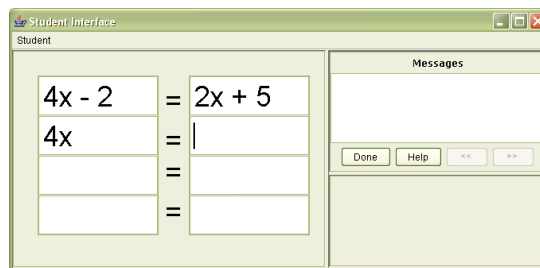 Student Interface
Student
4x - 2 = 2x + 5
4x =
=
=
Messages
Done Help << >>